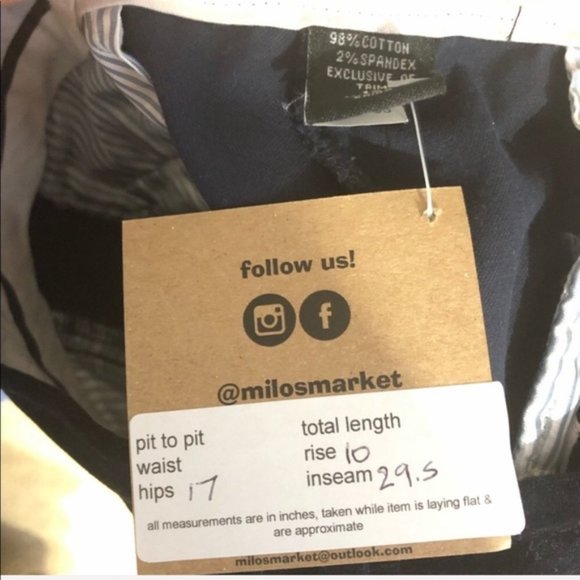 98% COTTON
2% SPANDEX
EXCLUSIVE OF
TRIM
follow us!
@milosmarket
pit to pit
waist
hips 17
total length
rise 10
inseam 29.5
all measurements are in inches, taken while item is laying flat &
are approximate
milosmarket@outlook.com